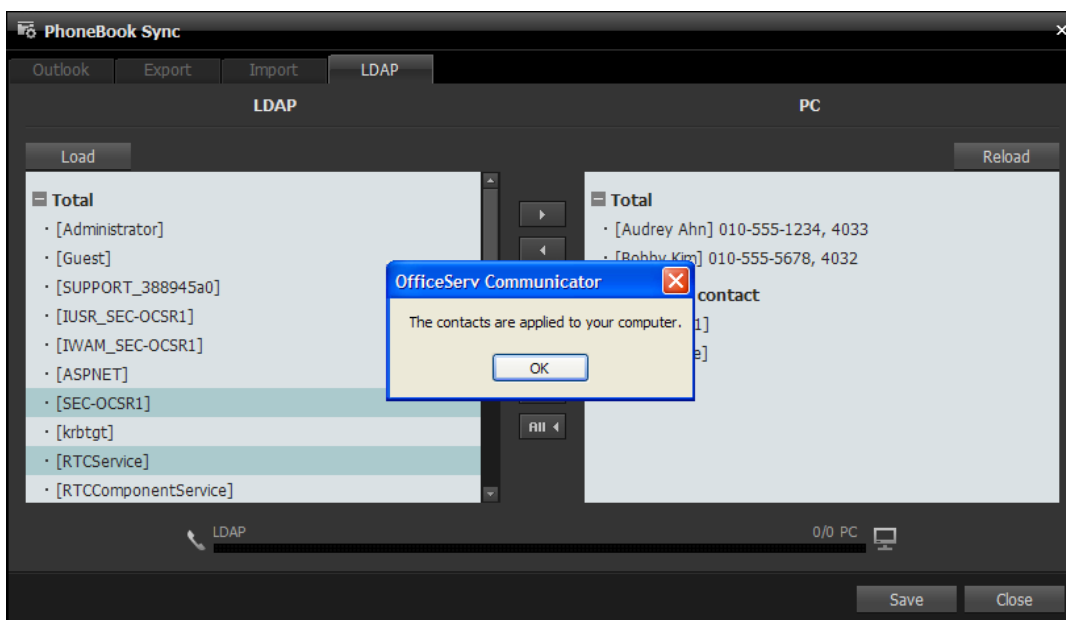 PhoneBook Sync
Outlook Export Import LDAP
LDAP PC
Load Reload
Total
· [Administrator]
· [Guest]
· [SUPPORT_388945a0]
· [IUSR_SEC-OCSR1]
· [IWAM_SEC-OCSR1]
· [ASPNET]
· [SEC-OCSR1]
· [krbtgt]
· [RTCService]
· [RTCComponentService]
All
Total
· [Audrey Ahn] 010-555-1234, 4033
· [Bobby Kim] 010-555-5678, 4032
contact
1]
e]
OfficeServ Communicator
The contacts are applied to your computer.
OK
LDAP 0/0 PC
Save Close